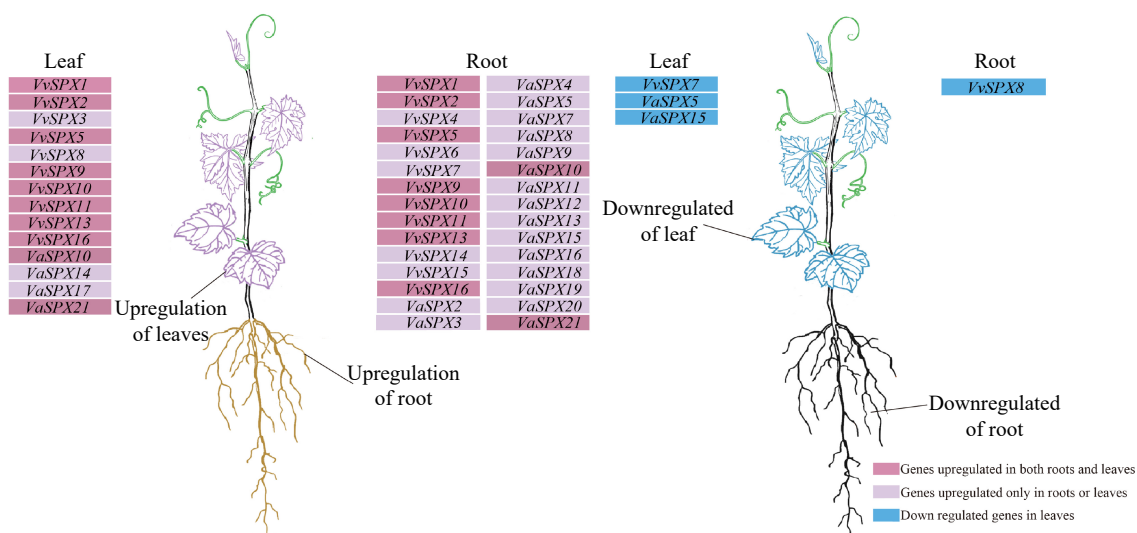 Leaf
VvSPX1
VvSPX2
VvSPX3
VvSPX5
VvSPX8
VvSPX9
VvSPX10
VvSPX11
VvSPX13
VvSPX16
VaSPX10
VaSPX14
VaSPX17
VaSPX21
Upregulation
of leaves
Upregulation
of root
Root
VvSPX1
VvSPX2
VvSPX4
VvSPX5
VvSPX6
VvSPX7
VvSPX9
VvSPX10
VvSPX11
VvSPX13
VvSPX14
VvSPX15
VvSPX16
VaSPX2
VaSPX3
VaSPX4
VaSPX5
VaSPX7
VaSPX8
VaSPX9
VaSPX10
VaSPX11
VaSPX12
VaSPX13
VaSPX15
VaSPX16
VaSPX18
VaSPX19
VaSPX20
VaSPX21
Leaf
VvSPX7
VaSPX5
VaSPX15
Root
VvSPX8
Downregulated
of leaf
Downregulated
of root
Genes upregulated in both roots and leaves
Genes upregulated only in roots or leaves
Down regulated genes in leaves